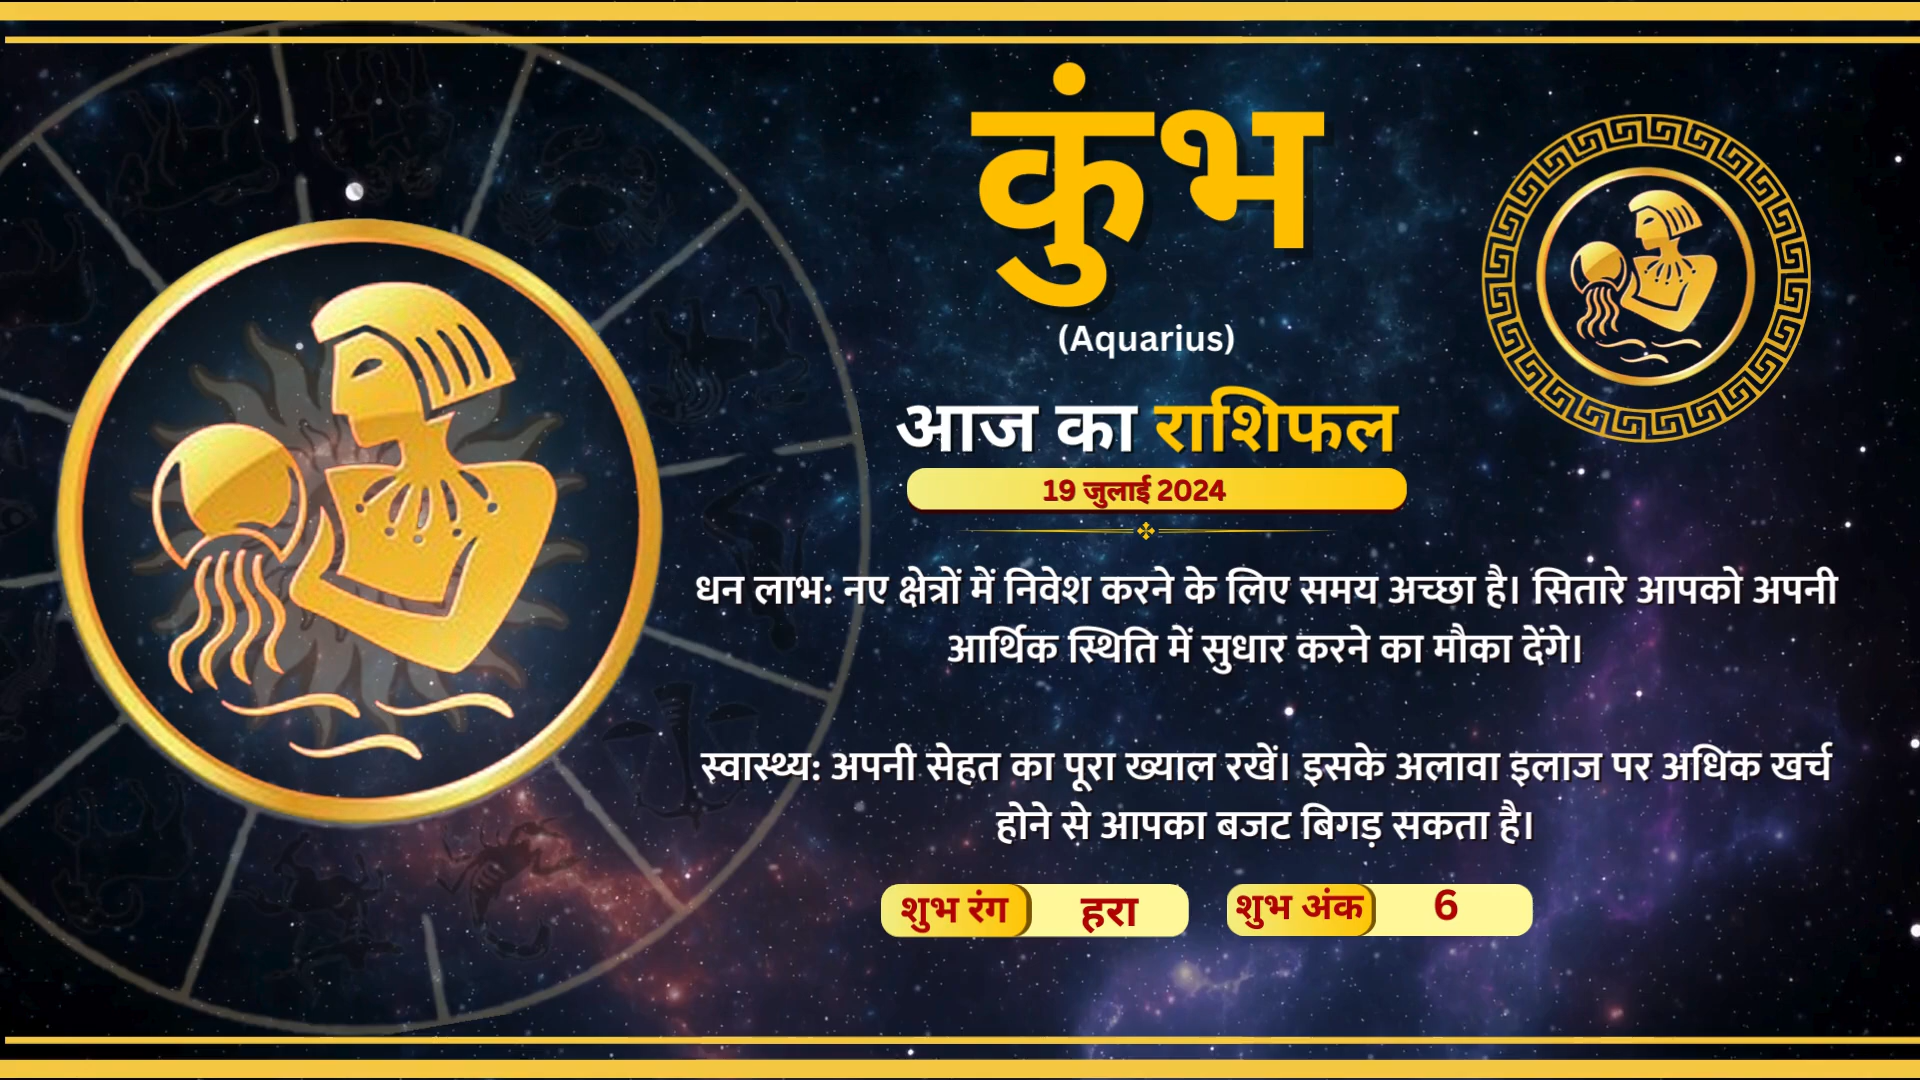 कुंभ
(Aquarius)
आज का राशिफल
19 जुलाई 2024
धन लाभ: नए क्षेत्रों में निवेश करने के लिए समय अच्छा है। सितारे आपको अपनी
आर्थिक स्थिति में सुधार करने का मौका देंगे।
स्वास्थ्य: अपनी सेहत का पूरा ख्याल रखें। इसके अलावा इलाज पर अधिक खर्च
होने से आपका बजट बिगड़ सकता है।
शुभ रंग हरा शुभ अंक 6